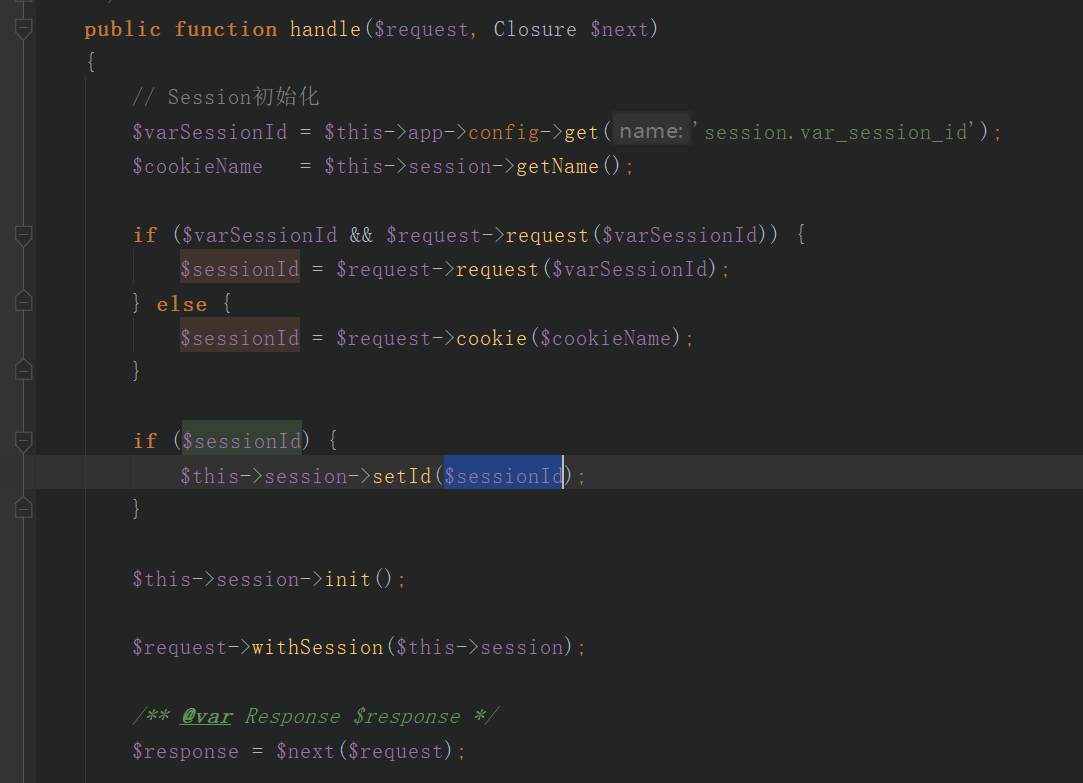 public function handle($request, Closure $next)
{
// Session初始化
$varSessionId = $this->app->config->get( name: 'session.var_session_id');
$cookieName   = $this->session->getName();
if ($varSessionId && $request->request($varSessionId)) {
$sessionId = $request->request($varSessionId);
} else {
$sessionId = $request->cookie($cookieName);
}
if ($sessionId) {
$this->session->setId($sessionId);
}
$this->session->init();
$request->withSession($this->session);
/** @var Response $response */
$response = $next($request);